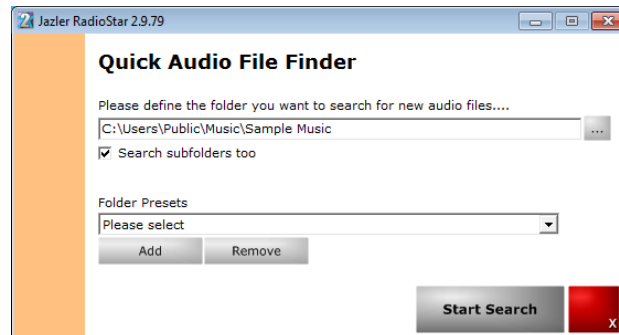 Jazler RadioStar 2.9.79
Quick Audio File Finder
Please define the folder you want to search for new audio files....
C:\Users\Public\Music\Sample Music
...
Search subfolders too
Folder Presets
Please select
Add Remove
Start Search
X